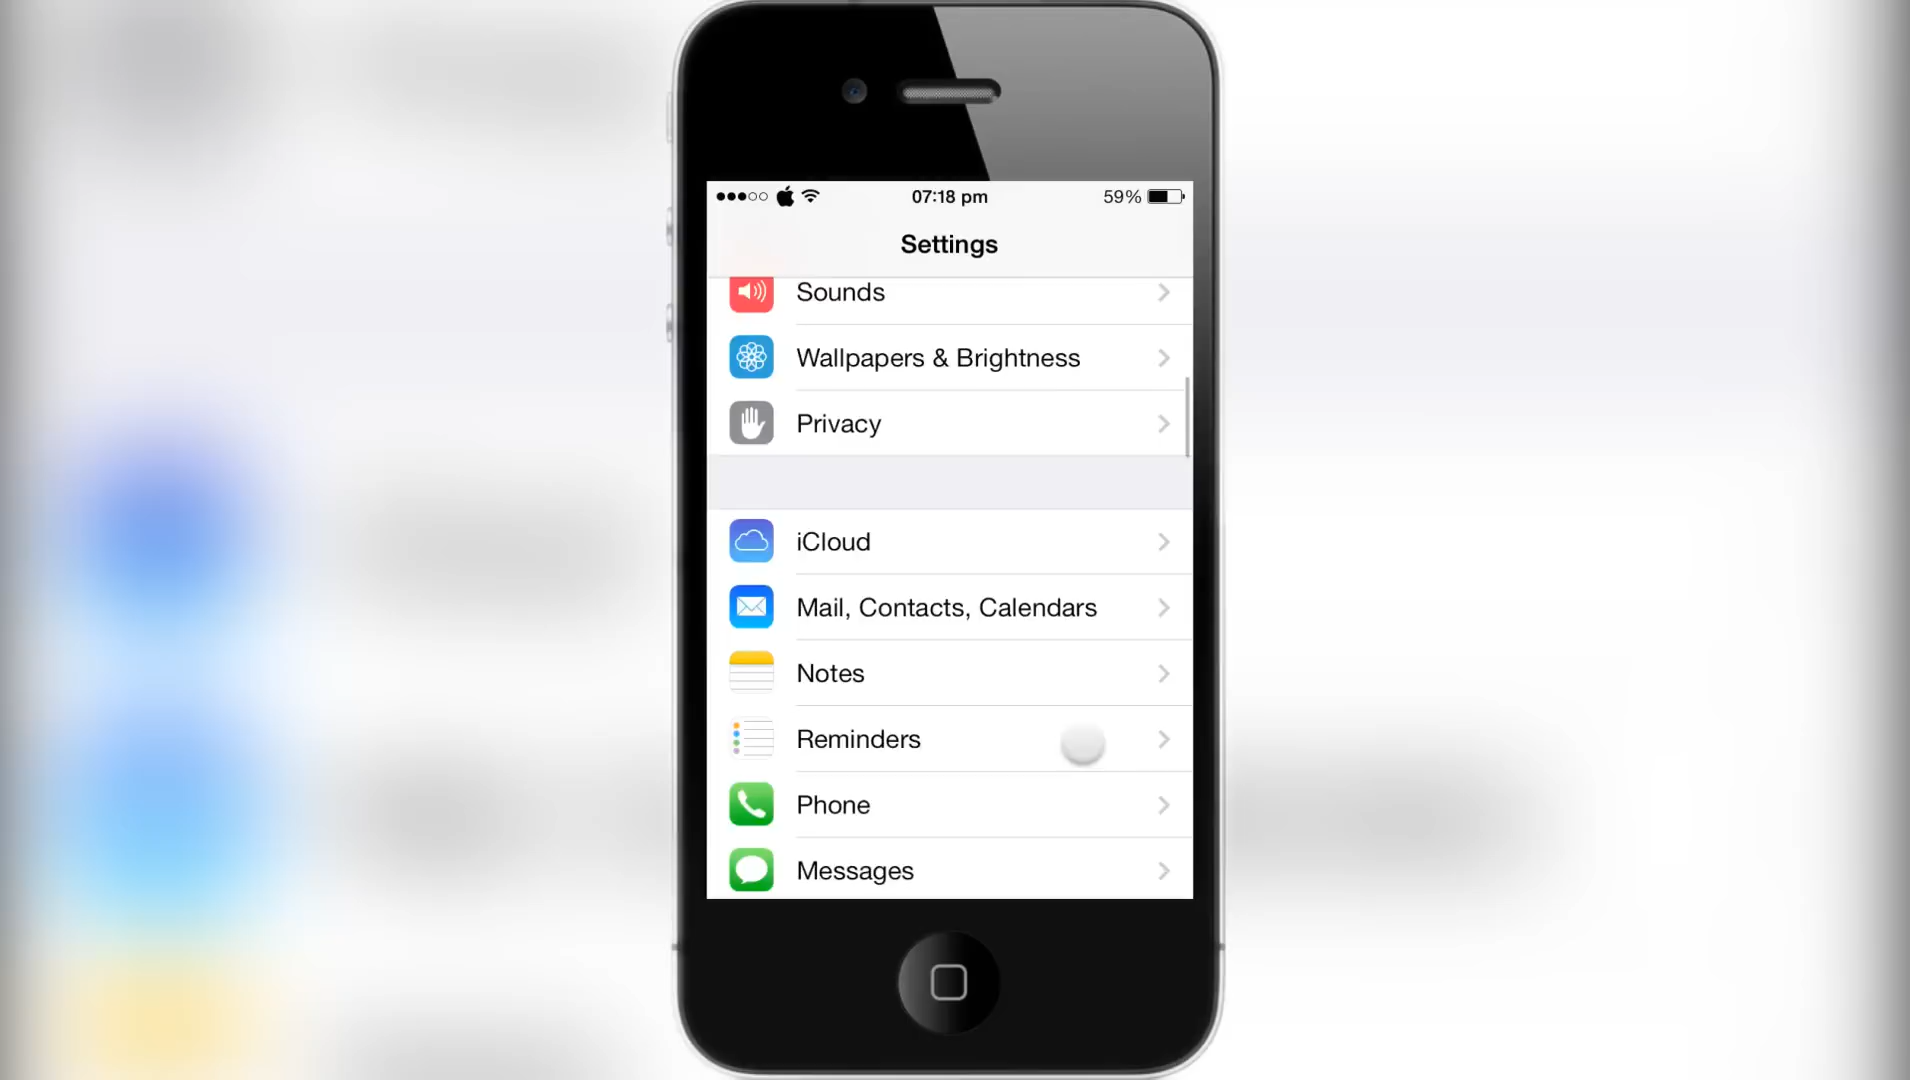 07:18 pm 59%
Settings
Sounds
Wallpapers & Brightness
Privacy
iCloud
Mail, Contacts, Calendars
Notes
Reminders
Phone
Messages